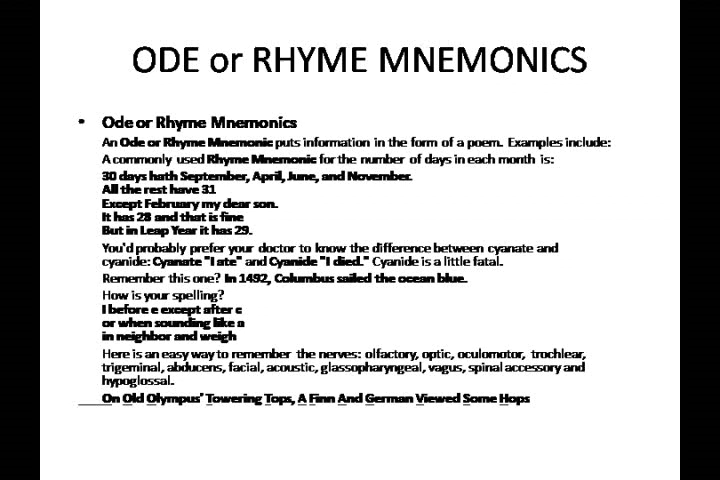 ODE or RHYME MNEMONICS
• Ode or Rhyme Mnemonics
An Ode or Rhyme Mnemonic puts information in the form of a poem. Examples include:
A commonly used Rhyme Mnemonic for the number of days in each month is:
30 days hath September, April, June, and November.
All the rest have 31
Except February my dear son.
It has 28 and that is fine
But in Leap Year it has 29.
You'd probably prefer your doctor to know the difference between cyanate and
cyanide: Cyanate "I ate" and Cyanide "I died." Cyanide is a little fatal.
Remember this one? In 1492, Columbus sailed the ocean blue.
How is your spelling?
I before e except after c
or when sounding like a
in neighbor and weigh
Here is an easy way to remember the nerves: olfactory, optic, oculomotor, trochlear,
trigeminal, abducens, facial, acoustic, glassopharyngeal, vagus, spinal accessory and
hypoglossal.
On Old Olympus' Towering Tops, A Finn And German Viewed Some Hops